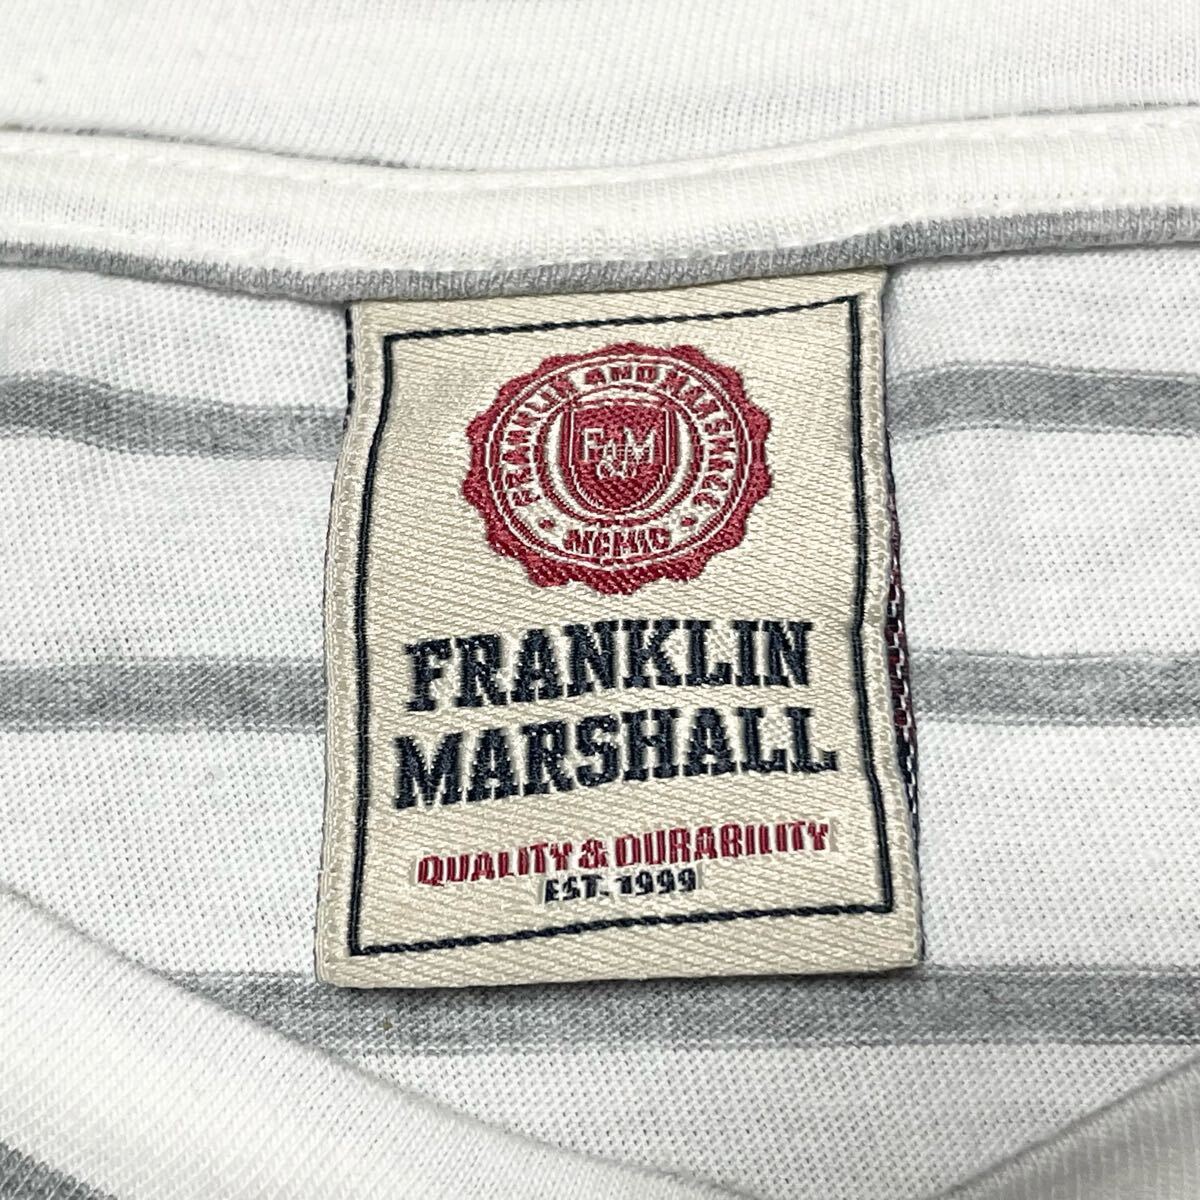 FRANKLIN AND MARSHALL
F&M
MCMIC
FRANKLIN
MARSHALL
QUALITY & DURABILITY
EST. 1999